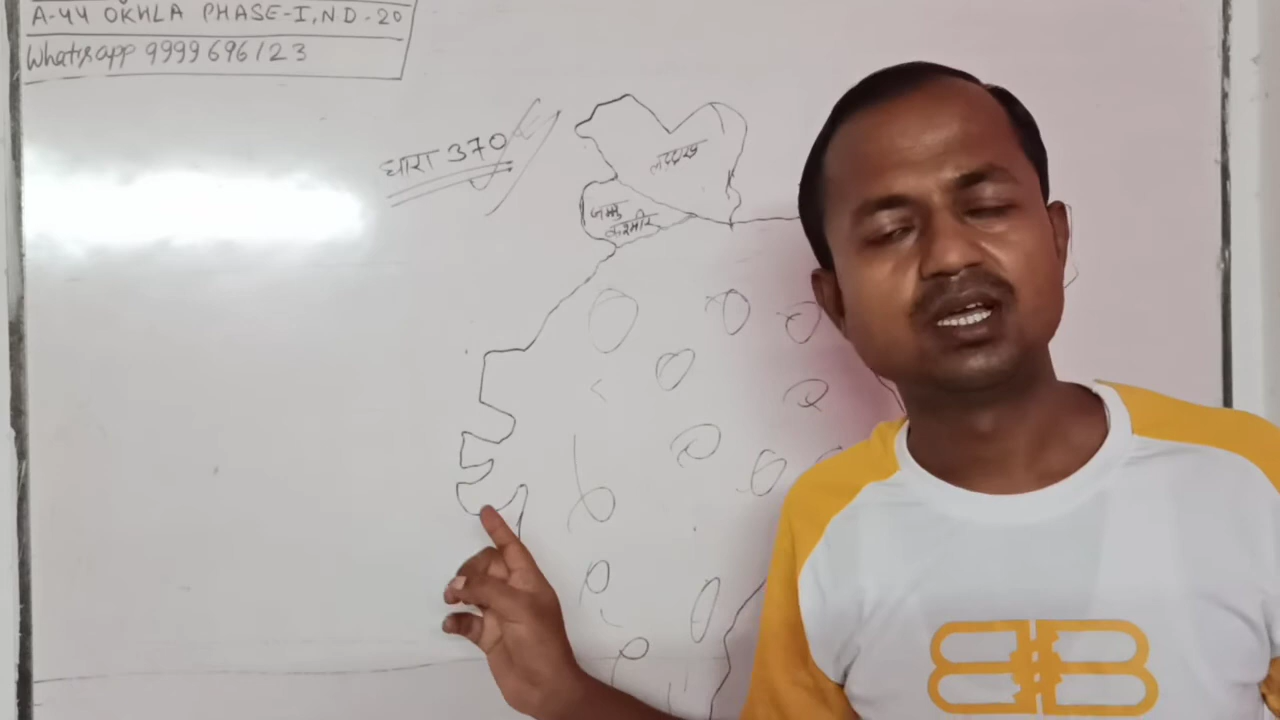 A-44 OKHLA PHASE-I, N.D-20
Whatsapp 9999696123
धारा 370
लद्दाख
जम्मू
कश्मीर